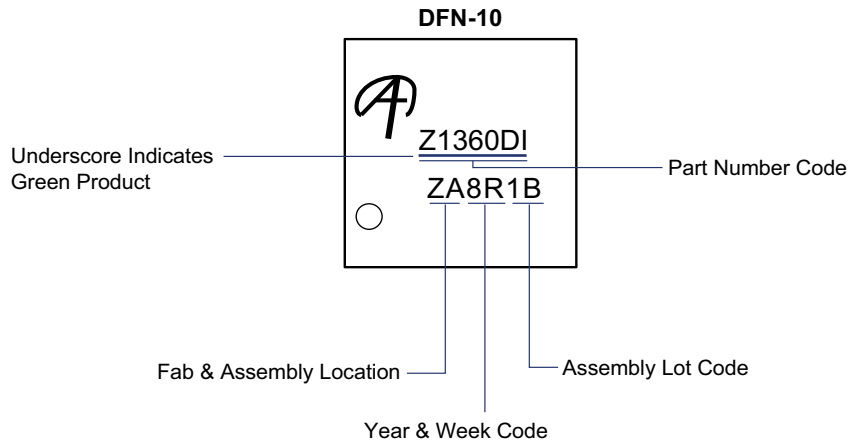 DFN-10
Z1360DI
Underscore Indicates
Green Product
Part Number Code
ZA8R1B
Fab & Assembly Location
Assembly Lot Code
Year & Week Code